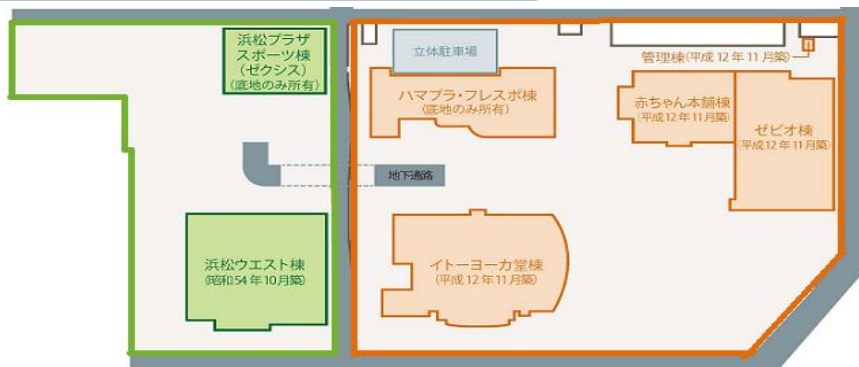 浜松プラザ
スポーツ棟
（ゼクシス）
（底地のみ所有）
立体駐車場
ハマプラ・フレスポ棟
（底地のみ所有）
管理棟（平成12年11月築）
赤ちゃん本舗棟
（平成12年11月築）
ゼビオ棟
（平成12年11月築）
地下通路
浜松ウエスト棟
（昭和54年10月築）
イトーヨーカ堂棟
（平成12年11月築）